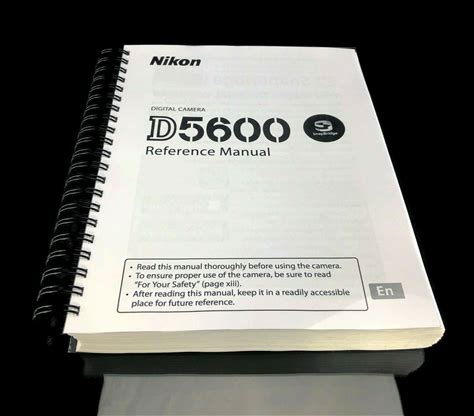 Nikon
DIGITAL CAMERA
D5600
SnapBridge
Reference Manual
• Read this manual thoroughly before using the camera.
• To ensure proper use of the camera, be sure to read
"For Your Safety" (page xiii).
• After reading this manual, keep it in a readily accessible
place for future reference.
En